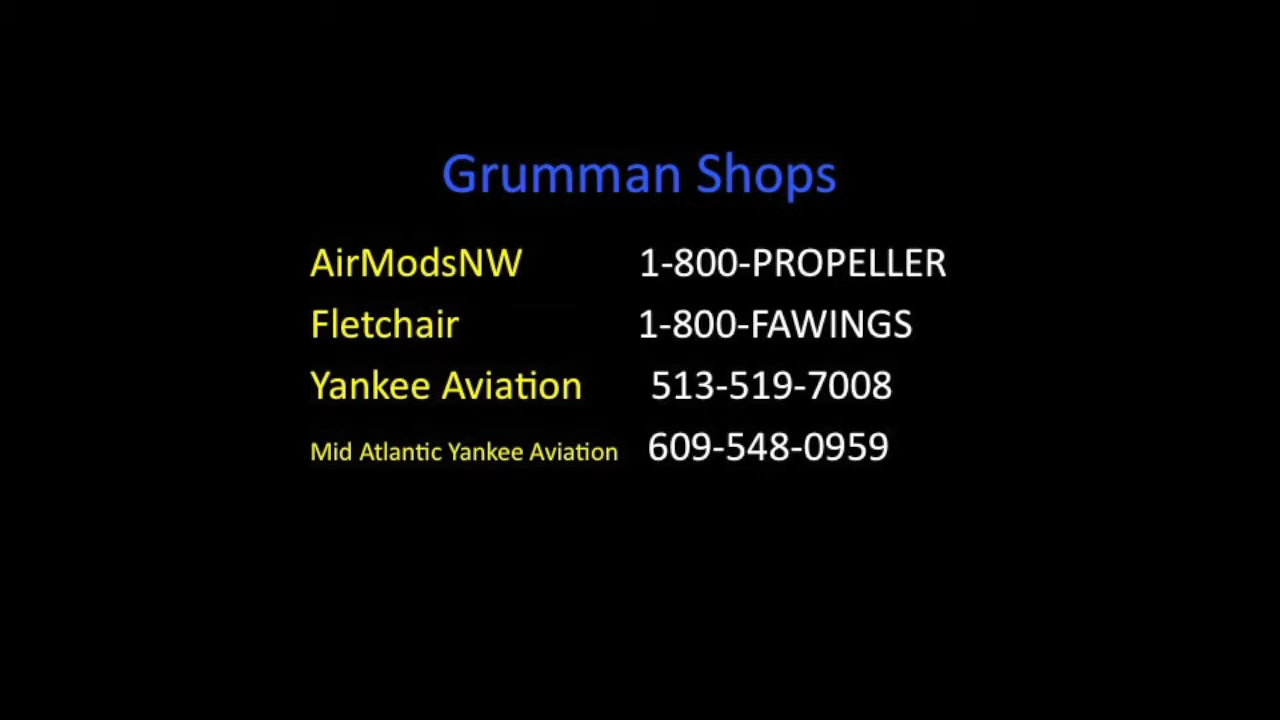 Grumman Shops
AirModsNW 1-800-PROPELLER
Fletchair 1-800-FAWINGS
Yankee Aviation 513-519-7008
Mid Atlantic Yankee Aviation 609-548-0959